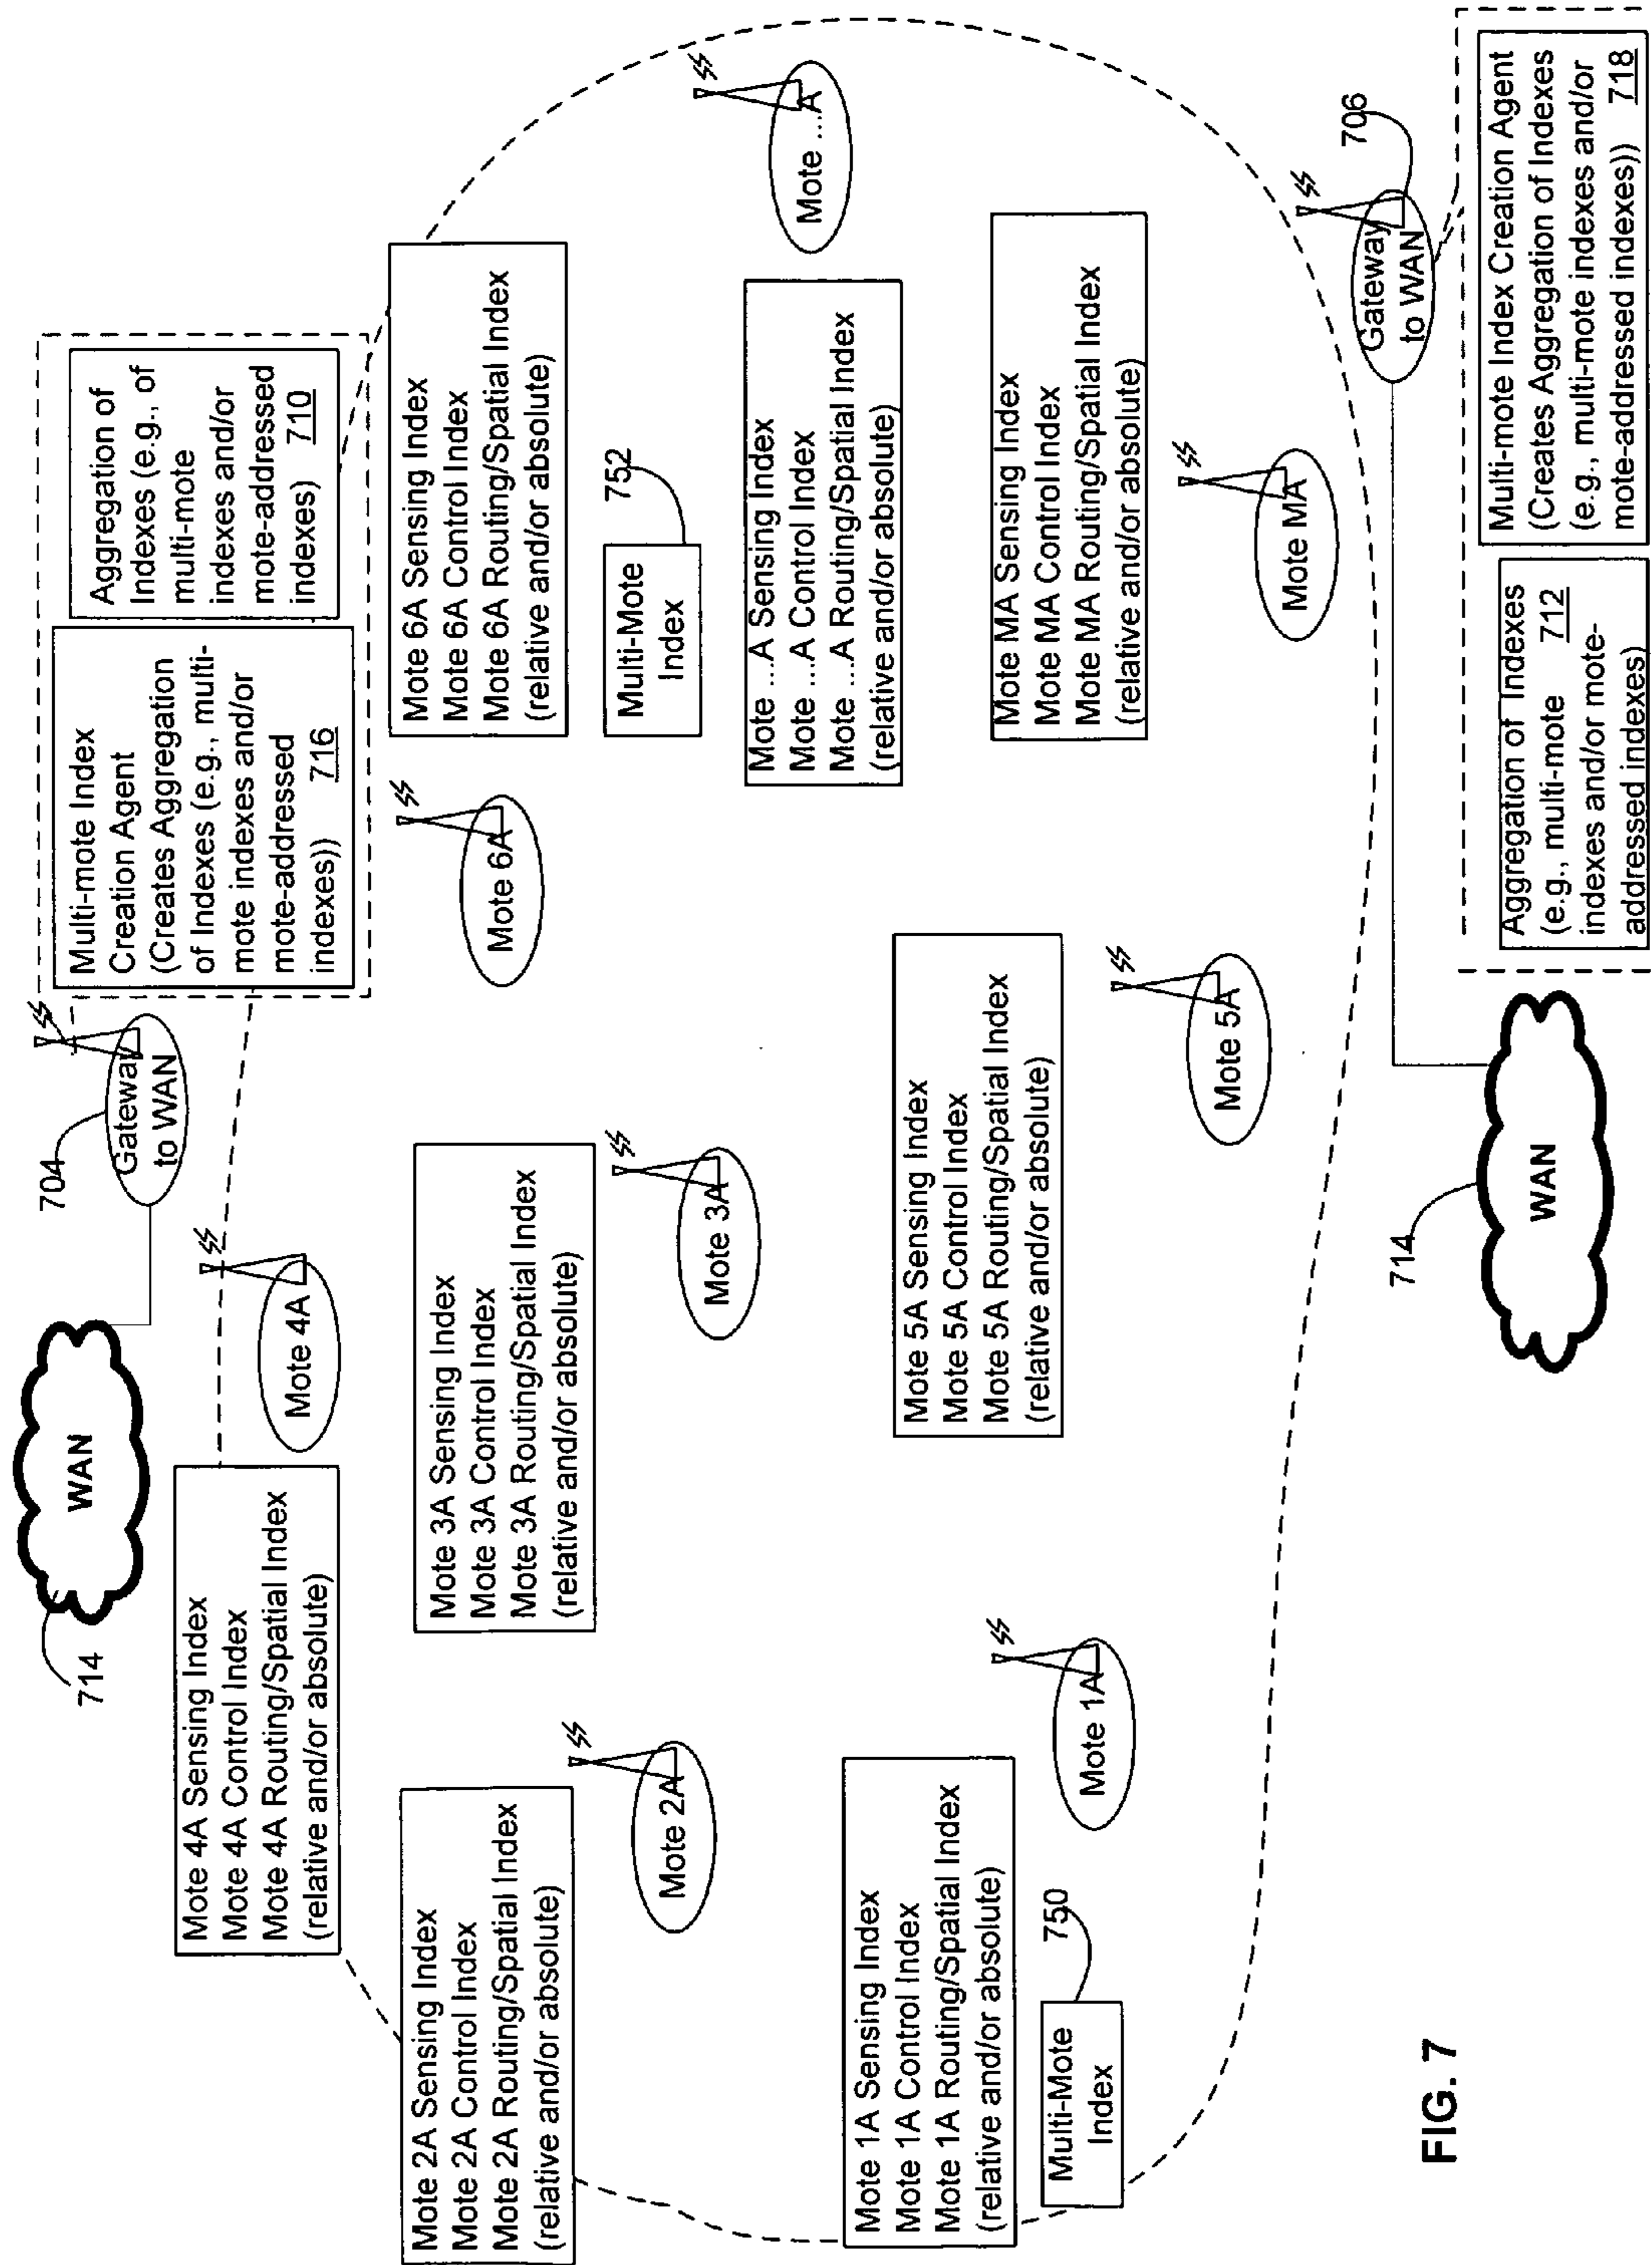 714
WAN
704
Gateway
to WAN
Multi-mote Index
Creation Agent
(Creates Aggregation
of Indexes (e.g., multi-
mote indexes and/or
mote-addressed
indexes)) 716
Aggregation of
Indexes (e.g., of
multi-mote
indexes and/or
mote-addressed
indexes) 710
Mote 4A Sensing Index
Mote 4A Control Index
Mote 4A Routing/Spatial Index
(relative and/or absolute)
Mote 4A
Mote 2A Sensing Index
Mote 2A Control Index
Mote 2A Routing/Spatial Index
(relative and/or absolute)
Mote 2A
Mote 3A Sensing Index
Mote 3A Control Index
Mote 3A Routing/Spatial Index
(relative and/or absolute)
Mote 3A
Mote 6A
Mote 6A Sensing Index
Mote 6A Control Index
Mote 6A Routing/Spatial Index
(relative and/or absolute)
Multi-Mote
Index
752
Mote ...A
Mote ...A Sensing Index
Mote ...A Control Index
Mote ...A Routing/Spatial Index
(relative and/or absolute)
Mote 1A Sensing Index
Mote 1A Control Index
Mote 1A Routing/Spatial Index
(relative and/or absolute)
Mote 1A
Multi-Mote
Index
750
Mote 5A Sensing Index
Mote 5A Control Index
Mote 5A Routing/Spatial Index
(relative and/or absolute)
Mote 5A
Mote MA Sensing Index
Mote MA Control Index
Mote MA Routing/Spatial Index
(relative and/or absolute)
Mote MA
706
Gateway
to WAN
714
WAN
Aggregation of Indexes
(e.g., multi-mote 712
indexes and/or mote-
addressed indexes)
Multi-mote Index Creation Agent
(Creates Aggregation of Indexes
(e.g., multi-mote indexes and/or
mote-addressed indexes)) 718
FIG. 7